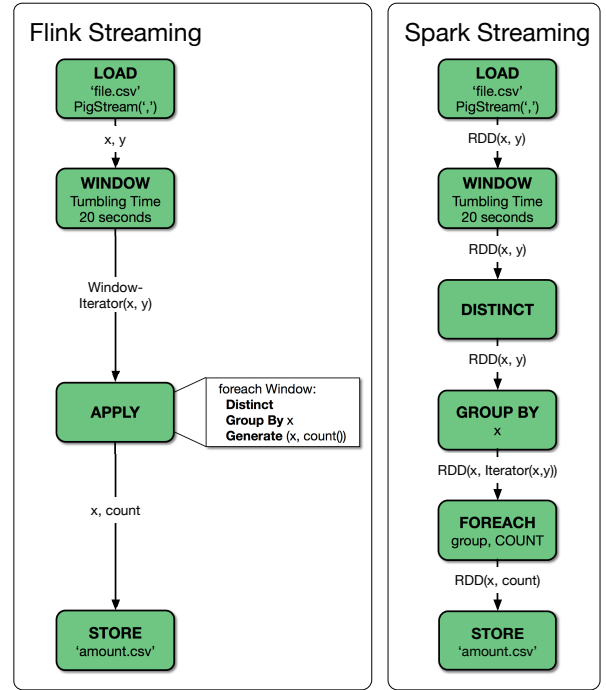 Flink Streaming
LOAD
‘file.csv’
PigStream(‘,’)
x, y
WINDOW
Tumbling Time
20 seconds
Window-
Iterator(x, y)
APPLY
foreach Window:
Distinct
Group By x
Generate (x, count())
x, count
STORE
‘amount.csv’
Spark Streaming
LOAD
‘file.csv’
PigStream(‘,’)
RDD(x, y)
WINDOW
Tumbling Time
20 seconds
RDD(x, y)
DISTINCT
RDD(x, y)
GROUP BY
x
RDD(x, Iterator(x,y))
FOREACH
group, COUNT
RDD(x, count)
STORE
‘amount.csv’